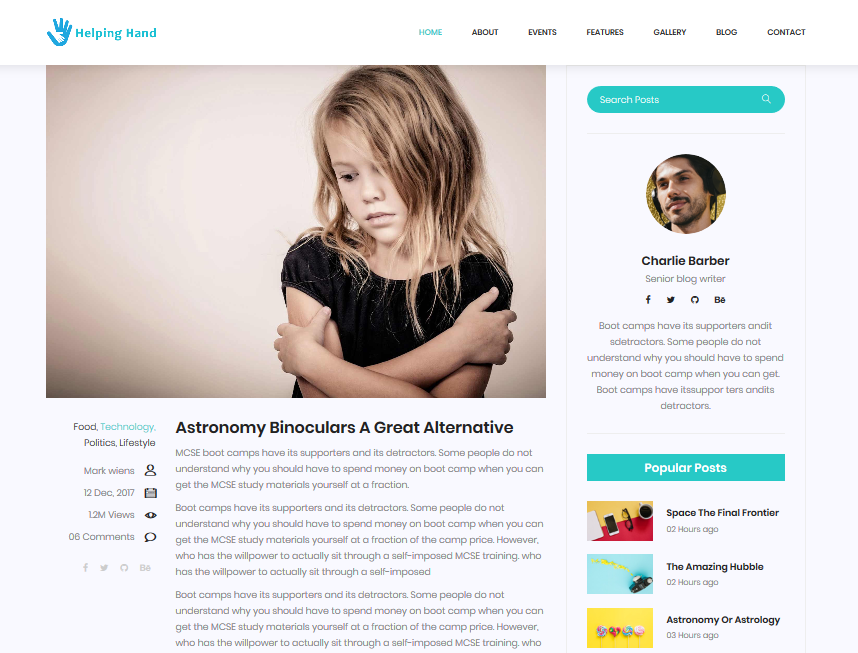 Helping Hand
HOME ABOUT EVENTS FEATURES GALLERY BLOG CONTACT
Search Posts
Charlie Barber
Senior blog writer
Bē
Boot camps have its supporters andit
sdetractors. Some people do not
understand why you should have to spend
money on boot camp when you can get.
Boot camps have itssuppor ters andits
detractors.
Popular Posts
Space The Final Frontier
02 Hours ago
The Amazing Hubble
02 Hours ago
Astronomy Or Astrology
03 Hours ago
Food, Technology,
Politics, Lifestyle
Mark wiens
12 Dec, 2017
1.2M Views
06 Comments
Bē
Astronomy Binoculars A Great Alternative
MCSE boot camps have its supporters and its detractors. Some people do not
understand why you should have to spend money on boot camp when you can
get the MCSE study materials yourself at a fraction.
Boot camps have its supporters and its detractors. Some people do not
understand why you should have to spend money on boot camp when you can
get the MCSE study materials yourself at a fraction of the camp price. However,
who has the willpower to actually sit through a self-imposed MCSE training. who
has the willpower to actually sit through a self-imposed
Boot camps have its supporters and its detractors. Some people do not
understand why you should have to spend money on boot camp when you can
get the MCSE study materials yourself at a fraction of the camp price. However,
who has the willpower to actually sit through a self-imposed MCSE training. who